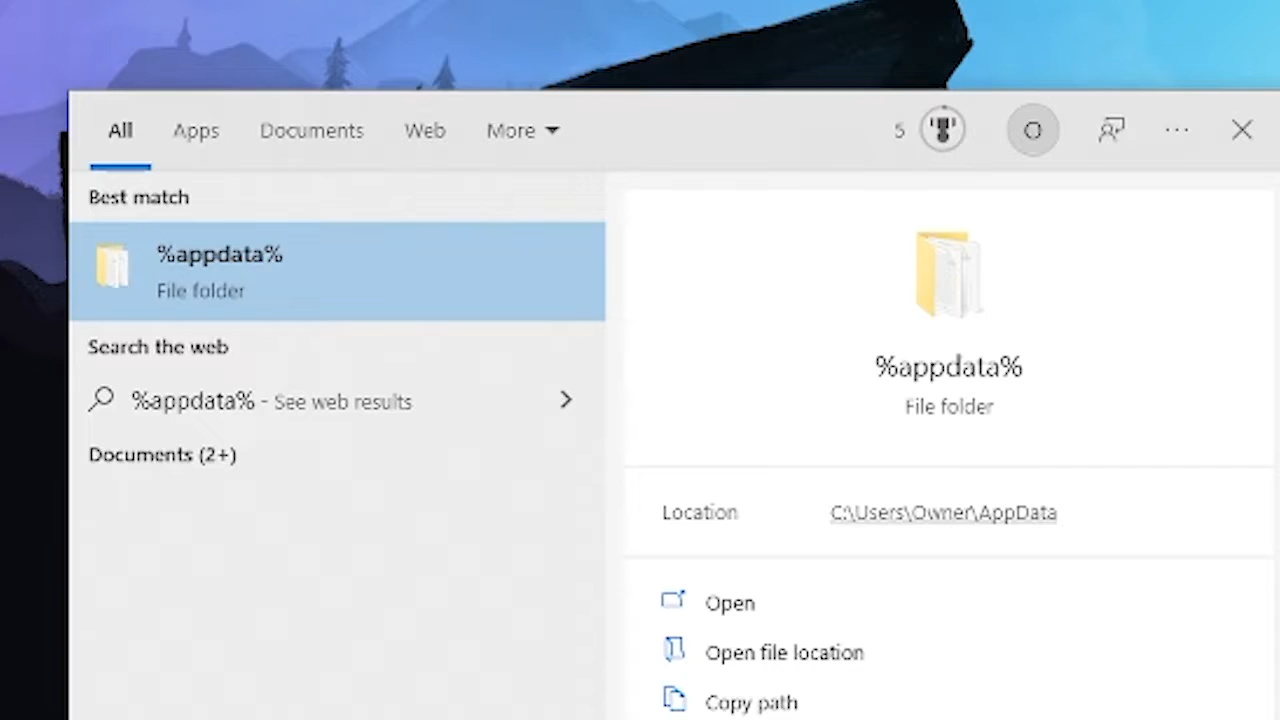 All Apps Documents Web More 5 O
Best match
%appdata%
File folder
Search the web
%appdata% - See web results
Documents (2+)
%appdata%
File folder
Location C:\Users\Owner\AppData
Open
Open file location
Copy path